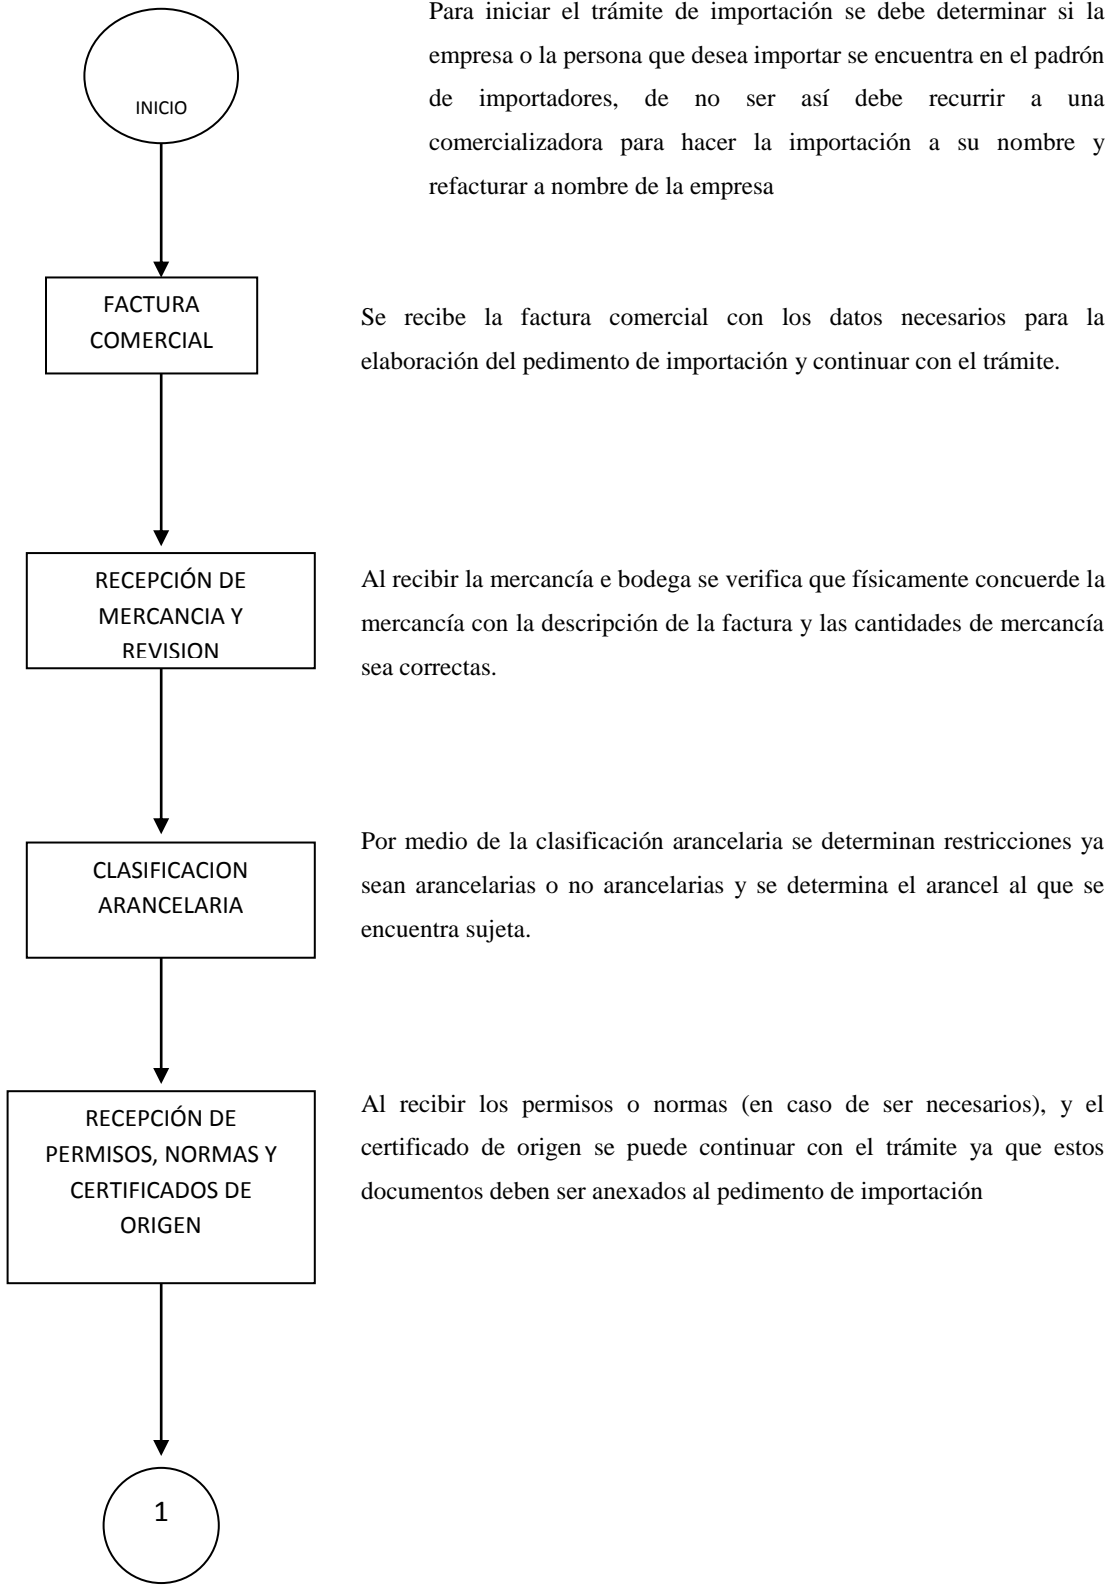 Para iniciar el trámite de importación se debe determinar si la
empresa o la persona que desea importar se encuentra en el padrón
de importadores, de no ser así debe recurrir a una
comercializadora para hacer la importación a su nombre y
refacturar a nombre de la empresa
INICIO
FACTURA
COMERCIAL
Se recibe la factura comercial con los datos necesarios para la
elaboración del pedimento de importación y continuar con el trámite.
RECEPCIÓN DE
MERCANCIA Y
REVISION
Al recibir la mercancía e bodega se verifica que físicamente concuerde la
mercancía con la descripción de la factura y las cantidades de mercancía
sea correctas.
CLASIFICACION
ARANCELARIA
Por medio de la clasificación arancelaria se determinan restricciones ya
sean arancelarias o no arancelarias y se determina el arancel al que se
encuentra sujeta.
RECEPCIÓN DE
PERMISOS, NORMAS Y
CERTIFICADOS DE
ORIGEN
Al recibir los permisos o normas (en caso de ser necesarios), y el
certificado de origen se puede continuar con el trámite ya que estos
documentos deben ser anexados al pedimento de importación
1